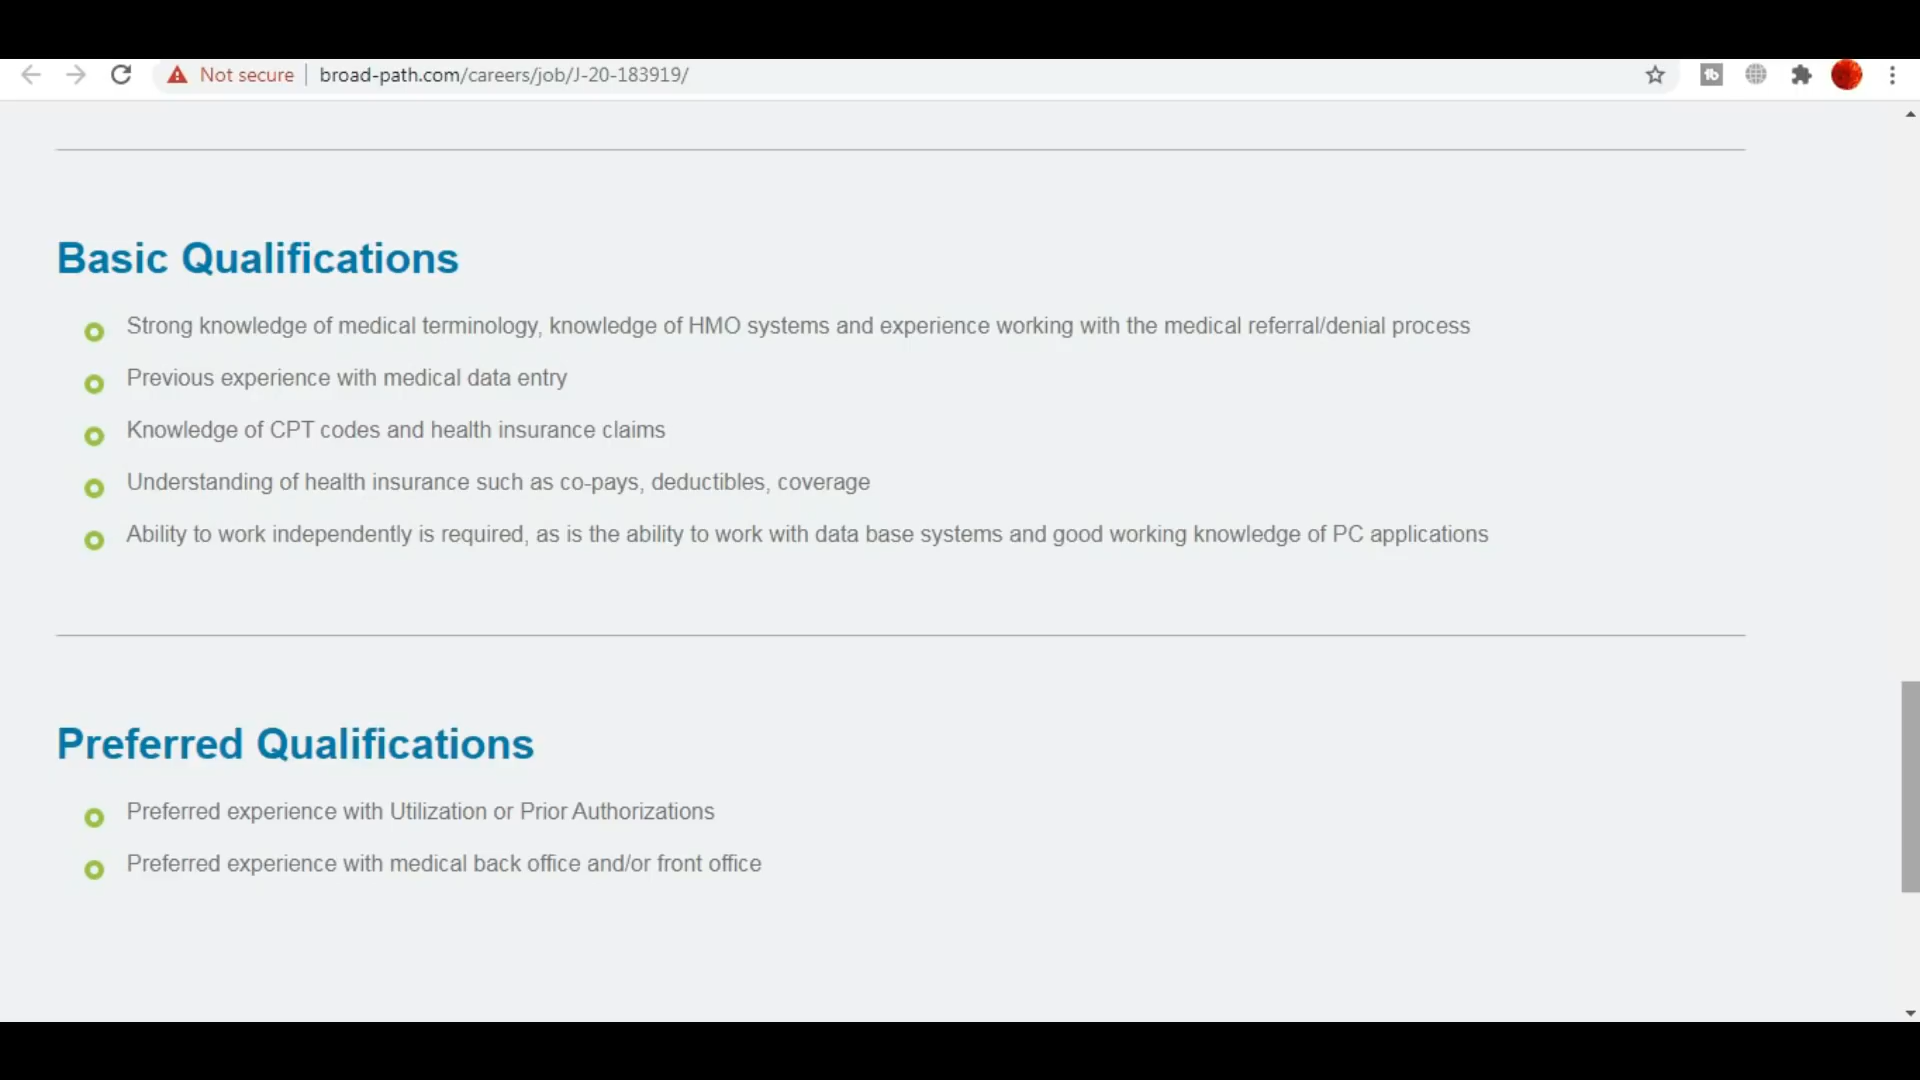 Not secure
broad-path.com/careers/job/J-20-183919/
Basic Qualifications
Strong knowledge of medical terminology, knowledge of HMO systems and experience working with the medical referral/denial process
Previous experience with medical data entry
Knowledge of CPT codes and health insurance claims
Understanding of health insurance such as co-pays, deductibles, coverage
Ability to work independently is required, as is the ability to work with data base systems and good working knowledge of PC applications
Preferred Qualifications
Preferred experience with Utilization or Prior Authorizations
Preferred experience with medical back office and/or front office